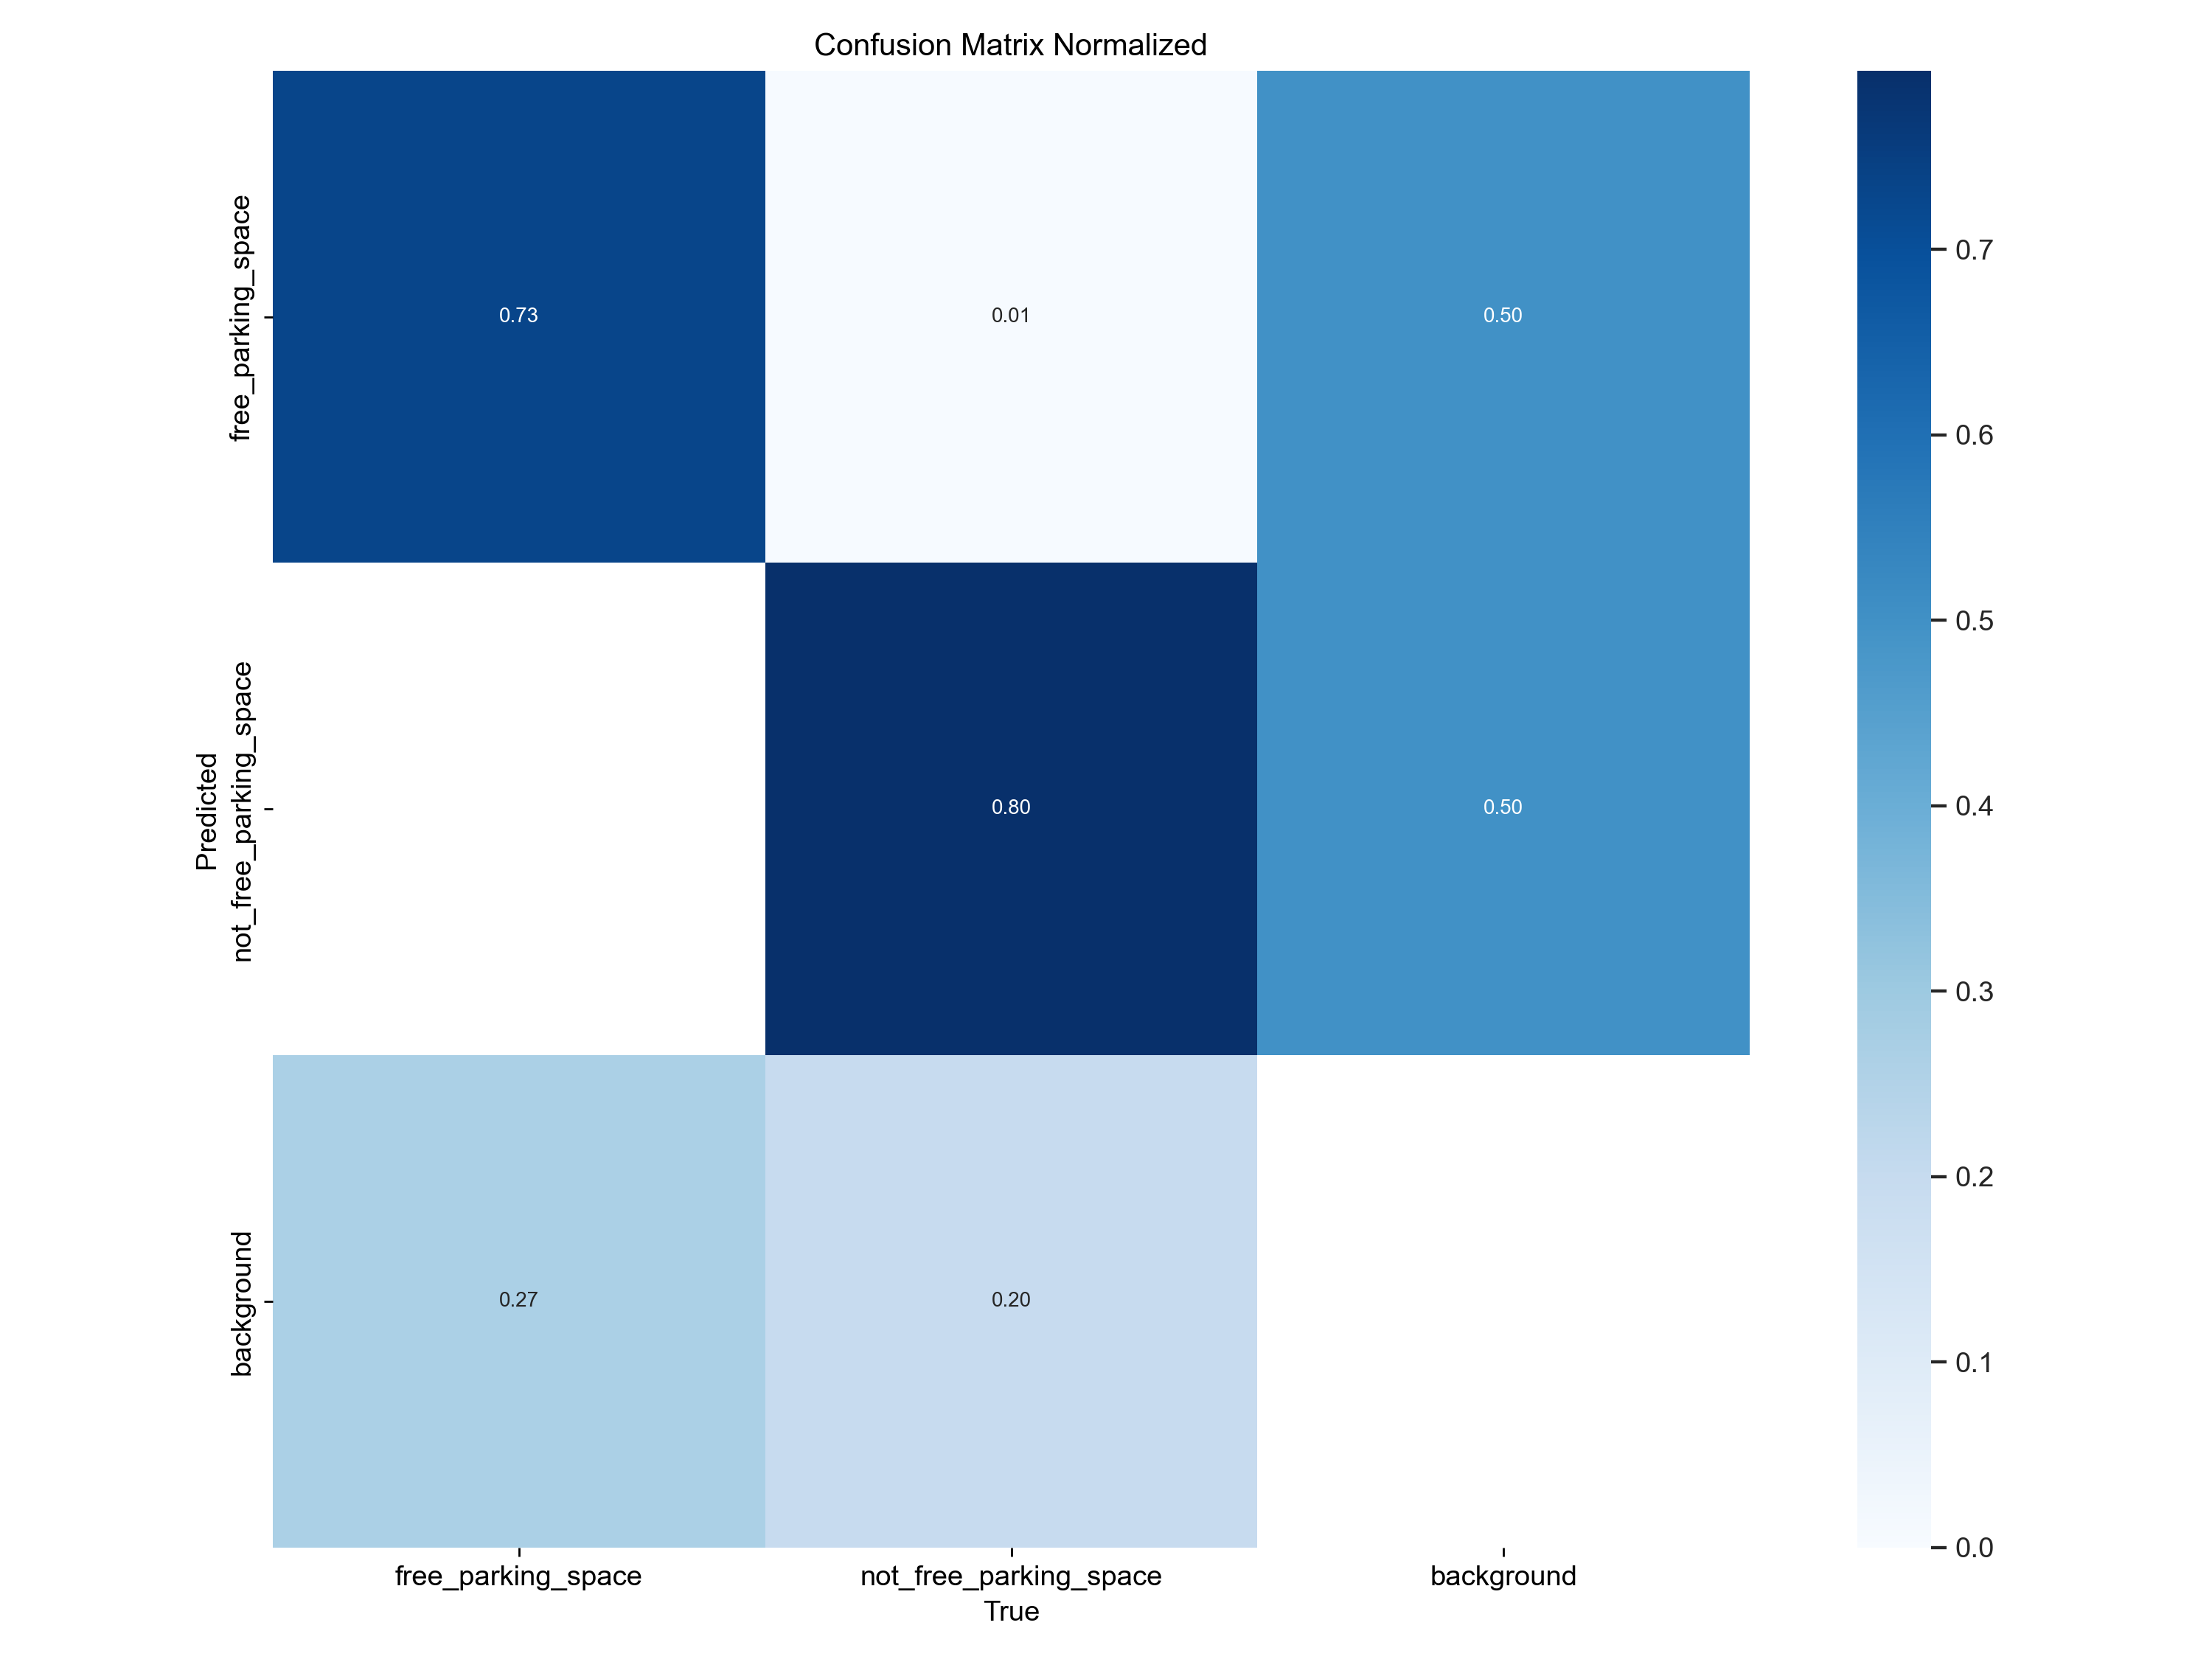 Confusion Matrix Normalized
Predicted
free_parking_space
not_free_parking_space
background
0.73
0.01
0.50
0.80
0.50
0.27
0.20
free_parking_space
not_free_parking_space
background
True
0.7
0.6
0.5
0.4
0.3
0.2
0.1
0.0